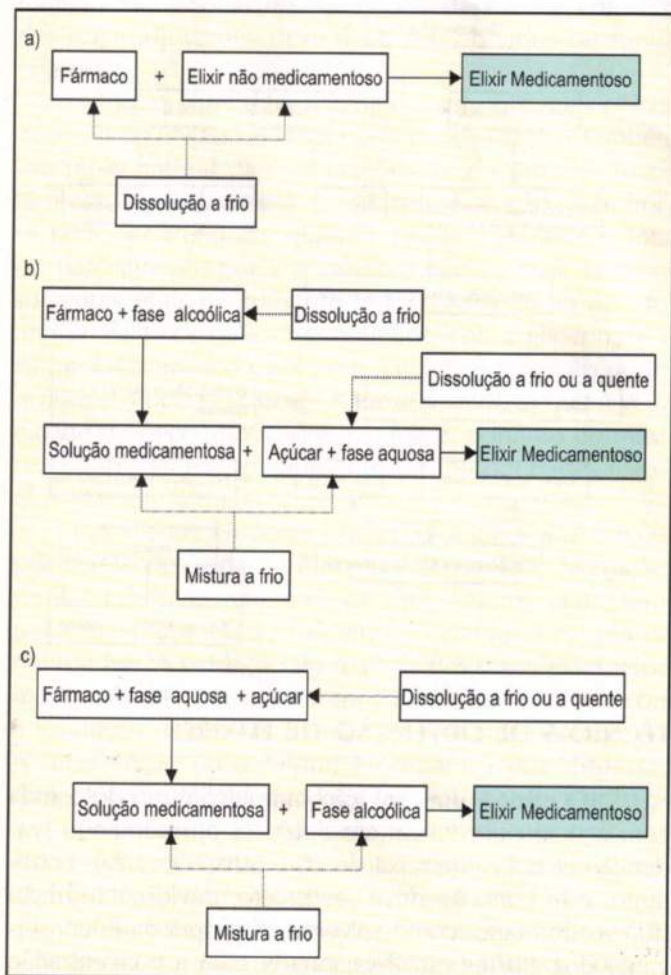 a)
Fármaco + Elixir não medicamentoso Elixir Medicamentoso
Dissolução a frio
b)
Fármaco + fase alcoólica Dissolução a frio
Dissolução a frio ou a quente
Solução medicamentosa + Açúcar + fase aquosa Elixir Medicamentoso
Mistura a frio
c)
Fármaco + fase aquosa + açúcar Dissolução a frio ou a quente
Solução medicamentosa + Fase alcoólica Elixir Medicamentoso
Mistura a frio